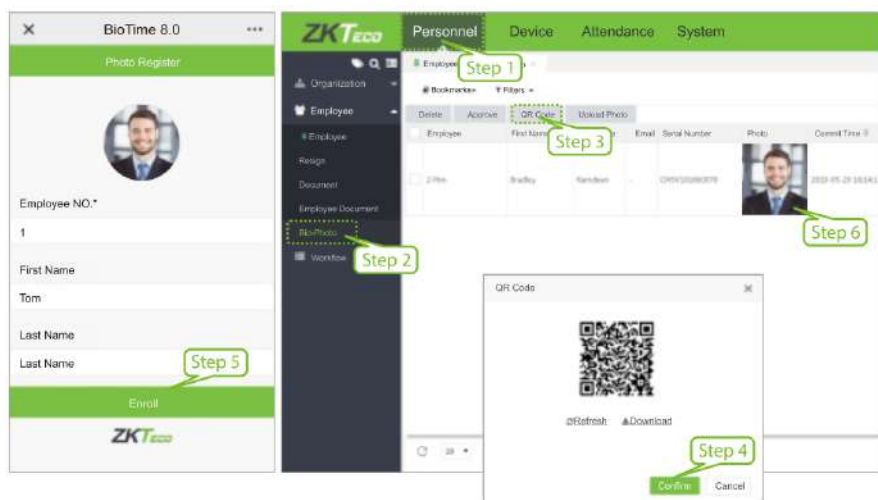 BioTime 8.0
Photo Register
Employee NO.*
1
First Name
Tom
Last Name
Last Name
Step 5
Enroll
ZKTeco
ZKTeco
Personnel
Device
Attendance
System
Step 1
Organization
Employee
Employee
Resign
Document
Employee Document
Bio-Photo
Step 2
Workflow
Employee
Bookmarks
Filters
Delete
Approve
QR Code
Upload Photo
Step 3
Employee
First Name
Email
Serial Number
Photo
Commit Time
Bradley
Step 6
QR Code
Refresh
Download
Step 4
Confirm
Cancel